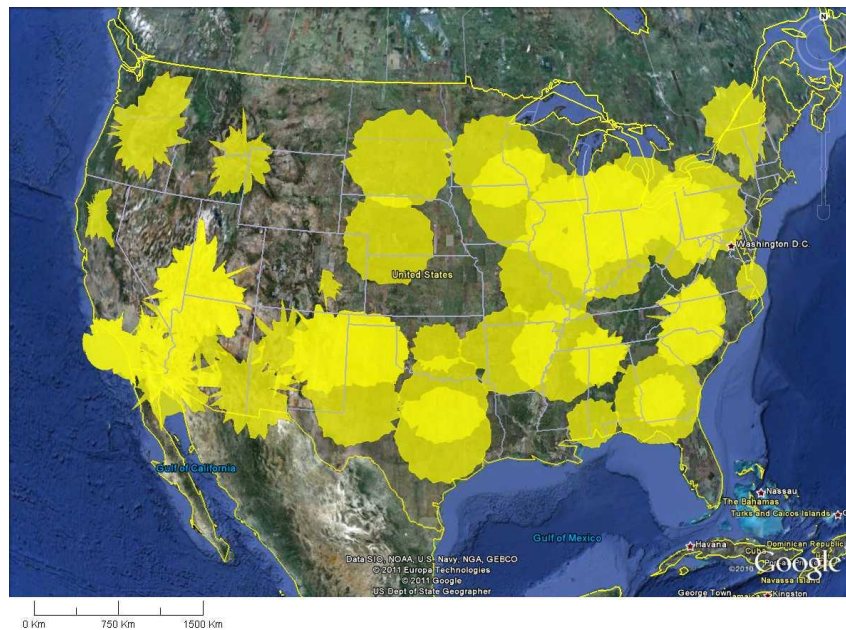 N
Washington D.C.
United States
Gulf of California
Nassau
The Bahamas
Turks and Caicos Islands
Gulf of Mexico
Havana
Dominican Republic
Cuba
Data SIO, NOAA, U.S. Navy, NGA, GEBCO
© 2011 Europa Technologies
© 2011 Google
US Dept of State Geographer
©2010 Google
Navassa Island
George Town
Kingston
0 Km 750 Km 1500 Km